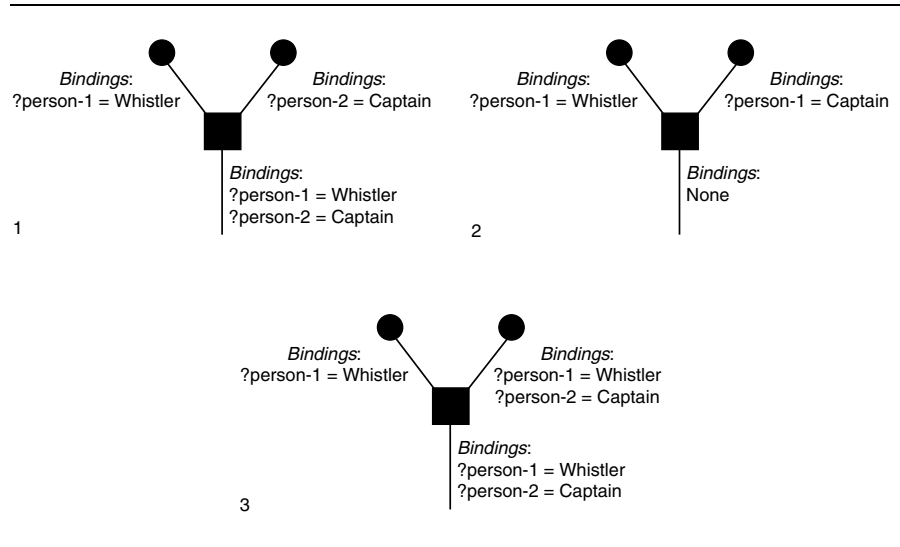 Bindings:
?person-1 = Whistler
Bindings:
?person-2 = Captain
Bindings:
?person-1 = Whistler
?person-2 = Captain
1
Bindings:
?person-1 = Whistler
Bindings:
?person-1 = Captain
Bindings:
None
2
Bindings:
?person-1 = Whistler
Bindings:
?person-1 = Whistler
?person-2 = Captain
Bindings:
?person-1 = Whistler
?person-2 = Captain
3